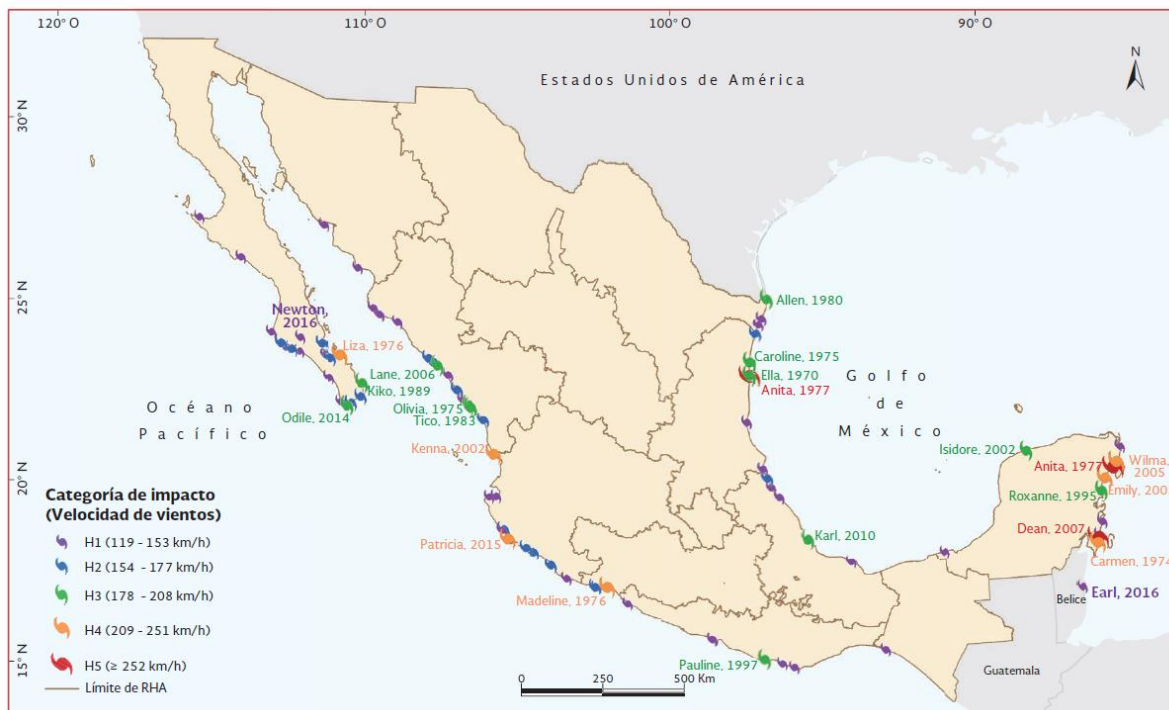 120° O
110° O
100° O
90° O
N
Estados Unidos de América
30° N
25° N
20° N
15° N
Allen, 1980
Newton,
2016
Liza, 1976
Caroline, 1975
Lane, 2006
Ella, 1970
Golfo
de
México
Kiko, 1989
Anita, 1977
Océano
Pacífico
Olivia, 1975
Odile, 2014
Tico, 1983
Kenna, 2002
Isidore, 2002
Wilma,
2005
Anita, 1977
Emily, 200
Roxanne, 1995
Categoría de impacto
(Velocidad de vientos)
Dean, 2007
Karl, 2010
Patricia, 2015
H1 (119 - 153 km/h)
Carmen, 1974
H2 (154 - 177 km/h)
H3 (178 - 208 km/h)
Madeline, 1976
Belice
Earl, 2016
H4 (209 - 251 km/h)
H5 (≥ 252 km/h)
Pauline, 1997
Guatemala
Límite de RHA
0 250 500 Km